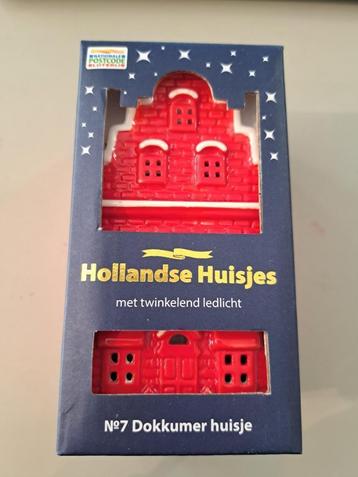 NATIONALE
POSTCODE
LOTERIJ
Hollandse Huisjes
met twinkelend ledlicht
Nº7 Dokkumer huisje